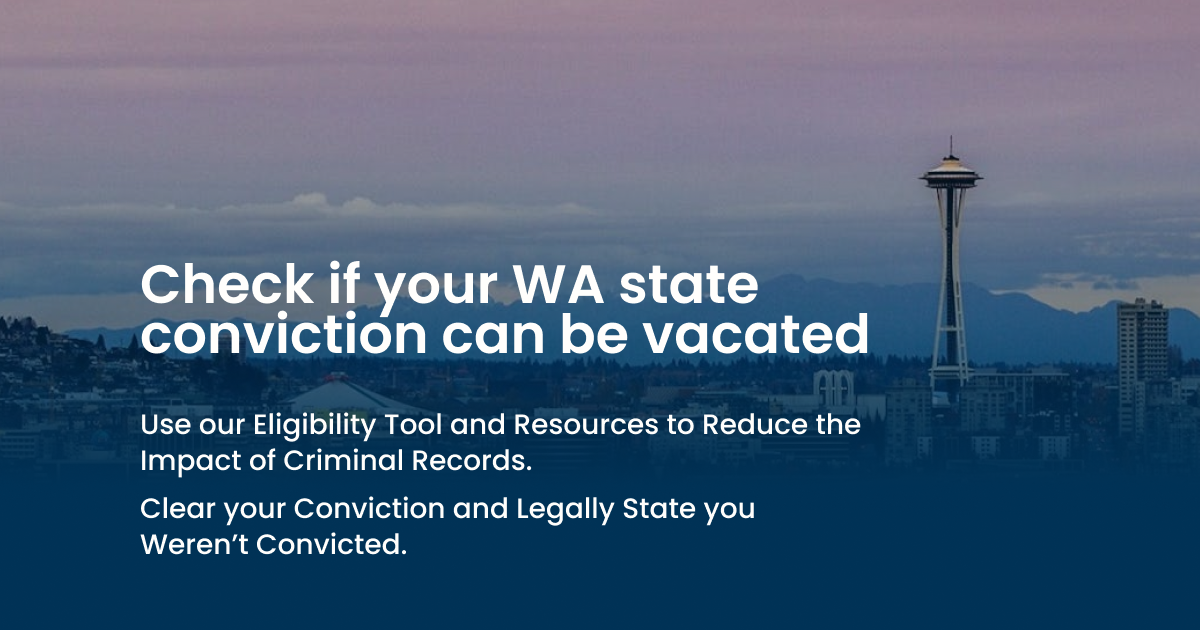 Check if your WA state
conviction can be vacated
Use our Eligibility Tool and Resources to Reduce the
Impact of Criminal Records.
Clear your Conviction and Legally State you
Weren’t Convicted.